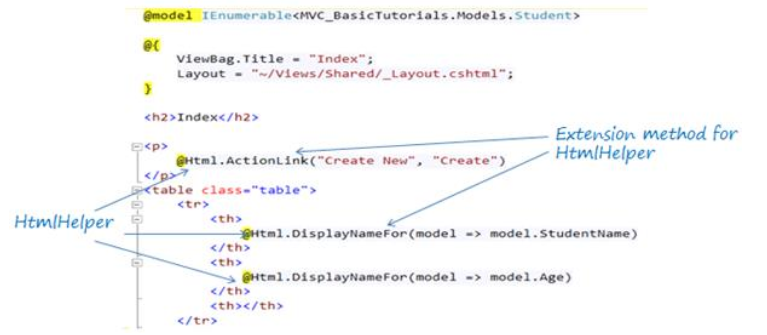 @model IEnumerable<MVC_BasicTutorials.Models.Student>
@{
ViewBag.Title = "Index";
Layout = "~/Views/Shared/_Layout.cshtml";
}
<h2>Index</h2>
<p>
@Html.ActionLink("Create New", "Create")
</p>
Extension method for
HtmlHelper
<table class="table">
<tr>
<th>
HtmlHelper
@Html.DisplayNameFor(model => model.StudentName)
</th>
<th>
@Html.DisplayNameFor(model => model.Age)
</th>
<th></th>
</tr>